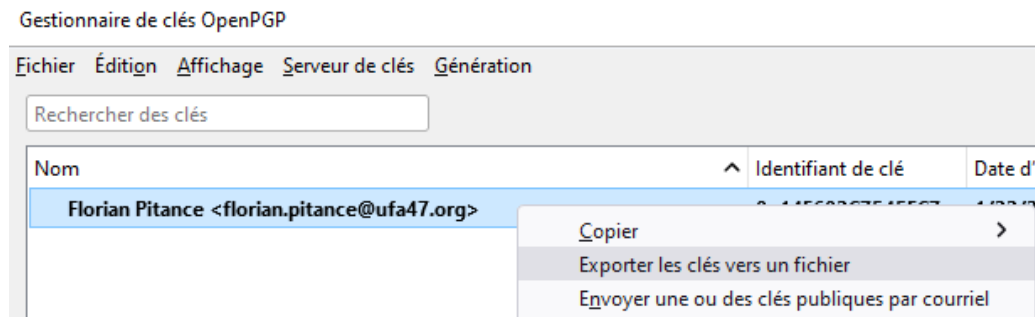 Gestionnaire de clés OpenPGP
Fichier Édition Affichage Serveur de clés Génération
Rechercher des clés
Nom Identifiant de clé Date d'
Florian Pitance <florian.pitance@ufa47.org>
Copier
Exporter les clés vers un fichier
Envoyer une ou des clés publiques par courriel